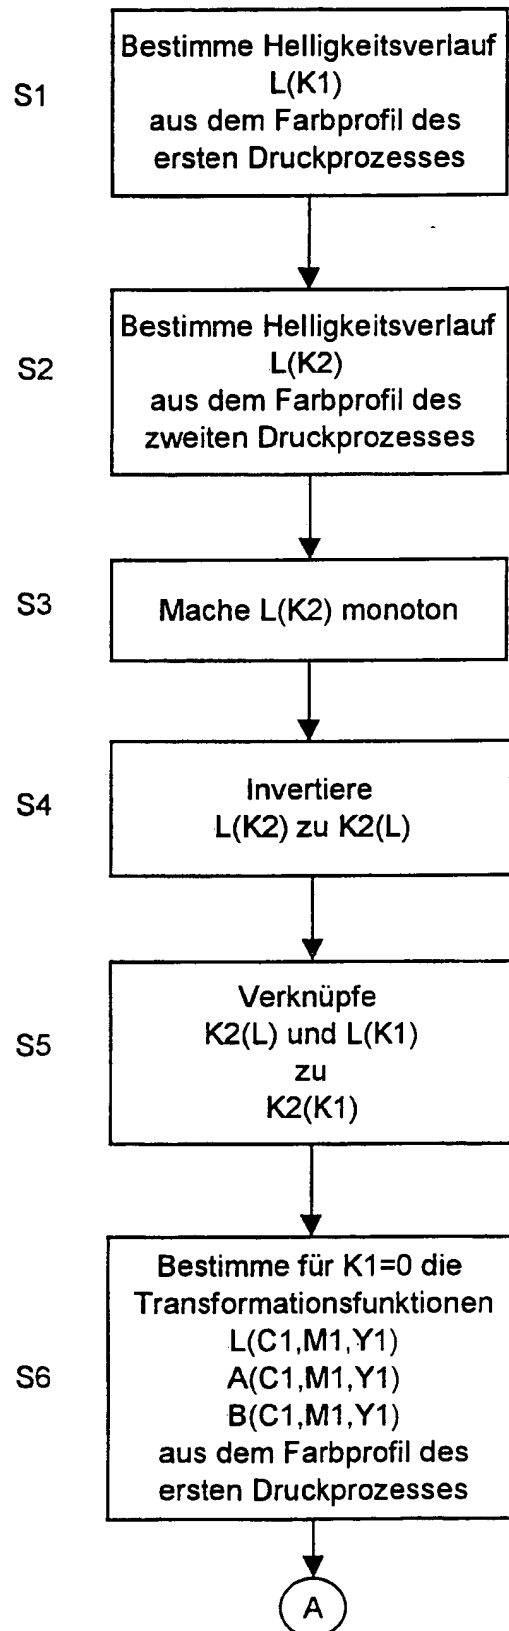 S1
Bestimme Helligkeitsverlauf
L(K1)
aus dem Farbprofil des
ersten Druckprozesses
S2
Bestimme Helligkeitsverlauf
L(K2)
aus dem Farbprofil des
zweiten Druckprozesses
S3
Mache L(K2) monoton
S4
Invertiere
L(K2) zu K2(L)
S5
Verknüpfe
K2(L) und L(K1)
zu
K2(K1)
S6
Bestimme für K1=0 die
Transformationsfunktionen
L(C1,M1,Y1)
A(C1,M1,Y1)
B(C1,M1,Y1)
aus dem Farbprofil des
ersten Druckprozesses
A